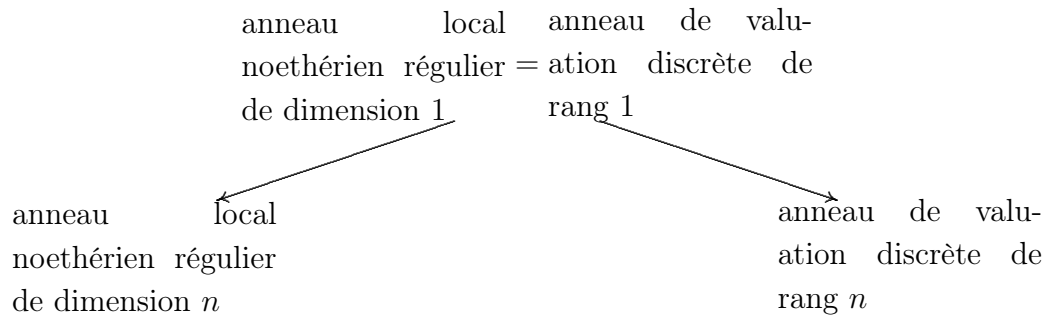 anneau local
noethérien régulier
de dimension 1
=
anneau de valu-
ation discrète de
rang 1
anneau local
noethérien régulier
de dimension n
anneau de valu-
ation discrète de
rang n